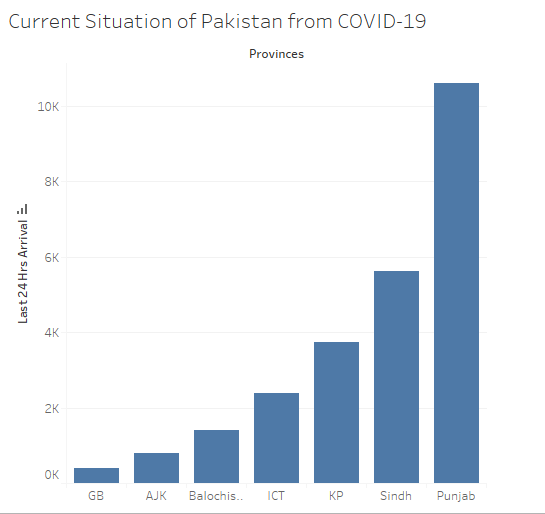 Current Situation of Pakistan from COVID-19
Provinces
Last 24 Hrs Arrival
10K
8K
6K
4K
2K
0K
GB AJK Balochis.. ICT KP Sindh Punjab